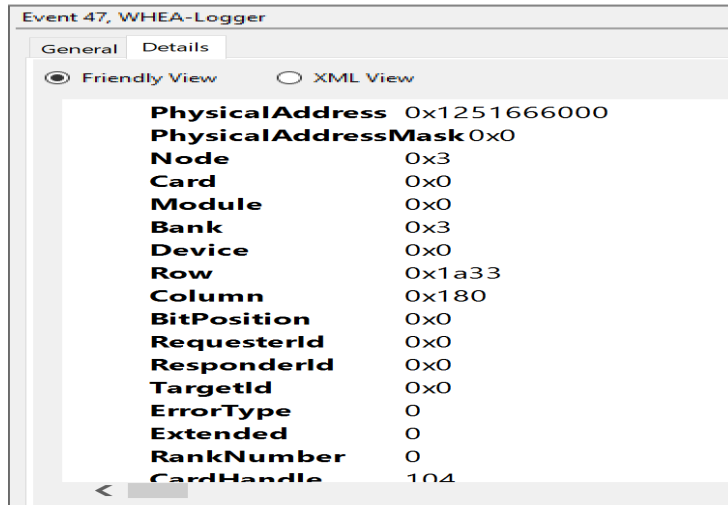 Event 47, WHEA-Logger
General Details
Friendly View XML View
PhysicalAddress 0x1251666000
PhysicalAddressMask 0x0
Node 0x3
Card 0x0
Module 0x0
Bank 0x3
Device 0x0
Row 0x1a33
Column 0x180
BitPosition 0x0
RequesterId 0x0
ResponderId 0x0
TargetId 0x0
ErrorType 0
Extended 0
RankNumber 0
CardHandle 104